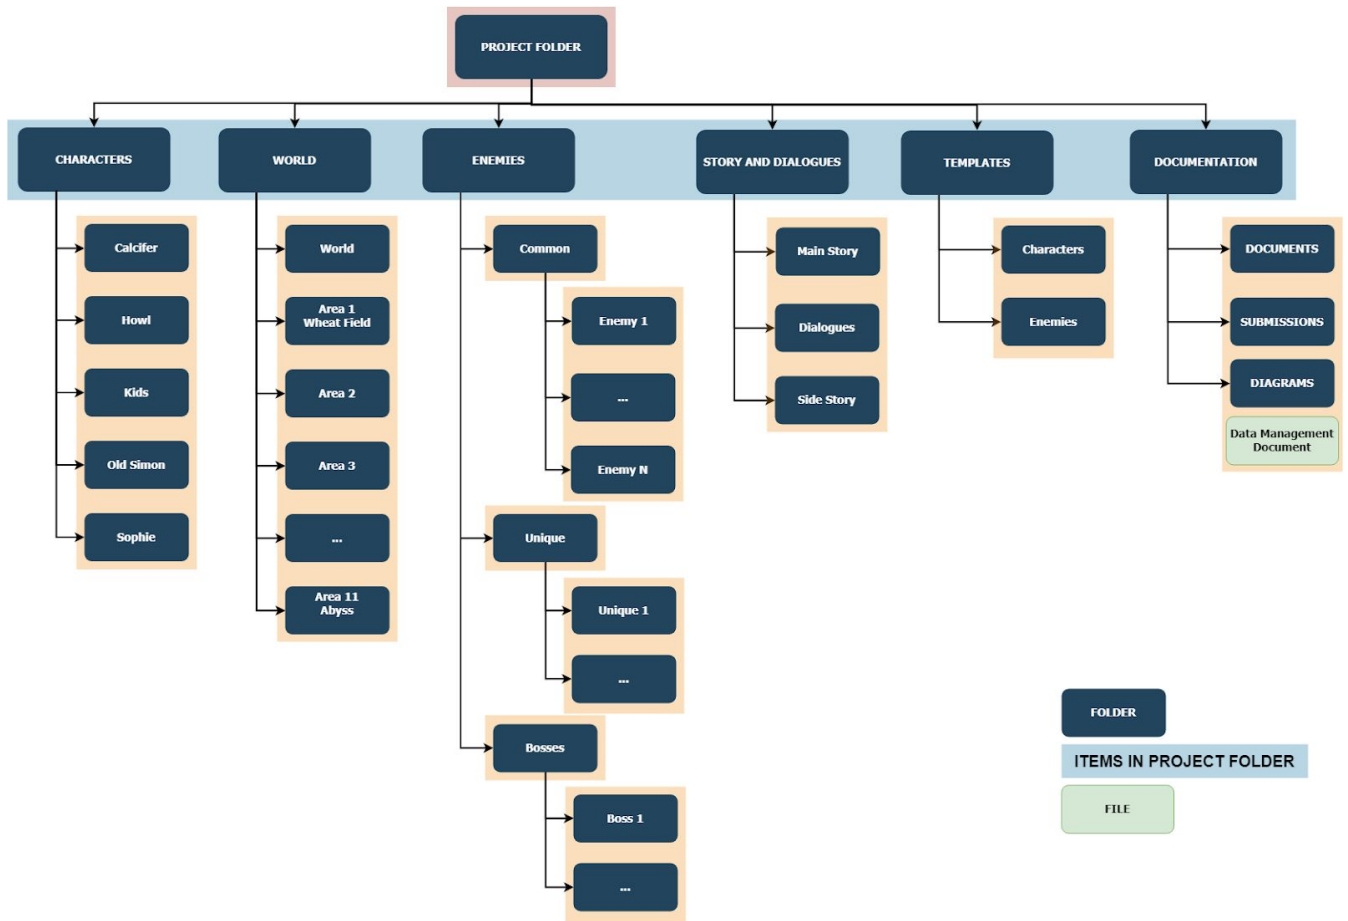 PROJECT FOLDER
CHARACTERS
WORLD
ENEMIES
STORY AND DIALOGUES
TEMPLATES
DOCUMENTATION
Calcifer
Howl
Kids
Old Simon
Sophie
World
Area 1
Wheat Field
Area 2
Area 3
...
Area 11
Abyss
Common
Enemy 1
...
Enemy N
Unique
Unique 1
...
Bosses
Boss 1
...
Main Story
Dialogues
Side Story
Characters
Enemies
DOCUMENTS
SUBMISSIONS
DIAGRAMS
Data Management
Document
FOLDER
ITEMS IN PROJECT FOLDER
FILE